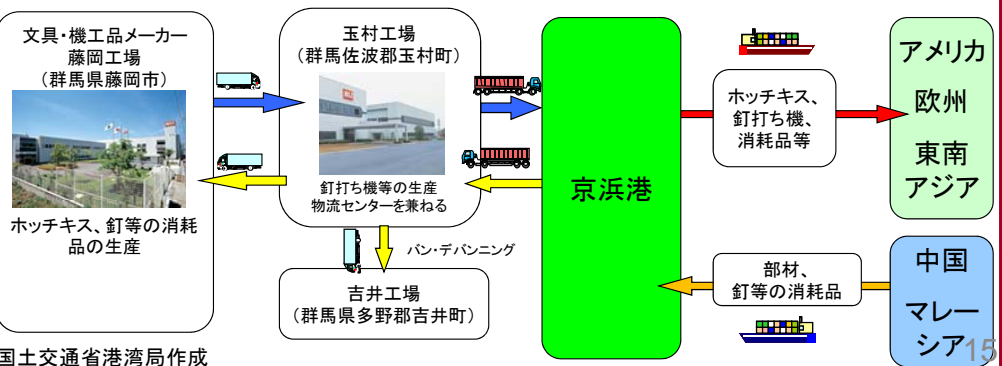 文具・機工品メーカー
藤岡工場
(群馬県藤岡市)
ホッチキス、釘等の消耗
品の生産
玉村工場
(群馬佐波郡玉村町)
釘打ち機等の生産
物流センターを兼ねる
バン・デバンニング
吉井工場
(群馬県多野郡吉井町)
京浜港
ホッチキス、
釘打ち機、
消耗品等
部材、
釘等の消耗品
アメリカ
欧州
東南
アジア
中国
マレー
シア
国土交通省港湾局作成
15